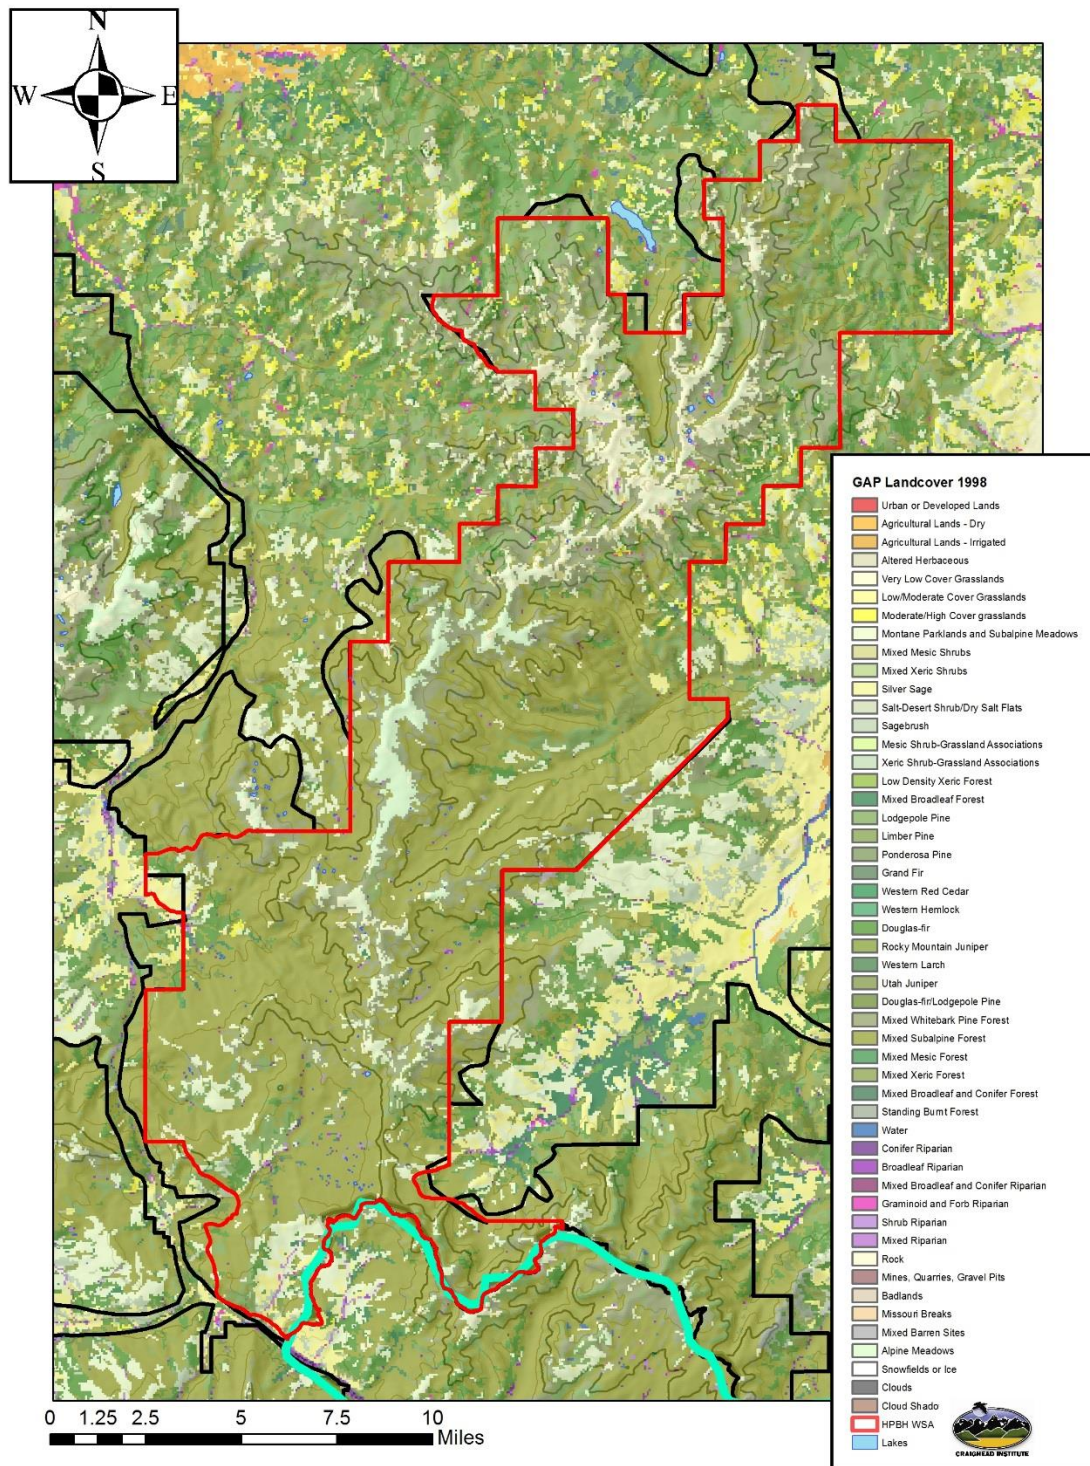 N
W E
S
GAP Landcover 1998
Urban or Developed Lands
Agricultural Lands - Dry
Agricultural Lands - Irrigated
Altered Herbaceous
Very Low Cover Grasslands
Low/Moderate Cover Grasslands
Moderate/High Cover grasslands
Montane Parklands and Subalpine Meadows
Mixed Mesic Shrubs
Mixed Xeric Shrubs
Silver Sage
Salt-Desert Shrub/Dry Salt Flats
Sagebrush
Mesic Shrub-Grassland Associations
Xeric Shrub-Grassland Associations
Low Density Xeric Forest
Mixed Broadleaf Forest
Lodgepole Pine
Limber Pine
Ponderosa Pine
Grand Fir
Western Red Cedar
Western Hemlock
Douglas-fir
Rocky Mountain Juniper
Western Larch
Utah Juniper
Douglas-fir/Lodgepole Pine
Mixed Whitebark Pine Forest
Mixed Subalpine Forest
Mixed Mesic Forest
Mixed Xeric Forest
Mixed Broadleaf and Conifer Forest
Standing Burnt Forest
Water
Conifer Riparian
Broadleaf Riparian
Mixed Broadleaf and Conifer Riparian
Graminoid and Forb Riparian
Shrub Riparian
Mixed Riparian
Rock
Mines, Quarries, Gravel Pits
Badlands
Missouri Breaks
Mixed Barren Sites
Alpine Meadows
Snowfields or Ice
Clouds
Cloud Shado
HPBH WSA
Lakes
CRAIGHEAD INSTITUTE
0 1.25 2.5 5 7.5 10
Miles